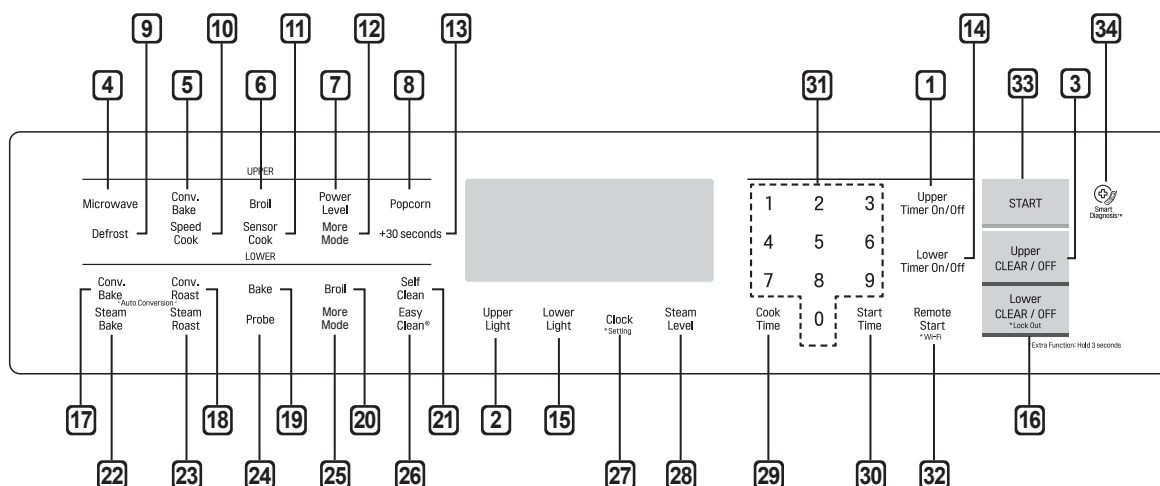 9 10 11 12 13 14 34
4 5 6 7 8 31 1 33 3
UPPER
Microwave
Conv.
Bake
Broil
Power
Level
Popcorn
Defrost
Speed
Cook
Sensor
Cook
More
Mode
+30 seconds
LOWER
Conv.
Bake
Conv.
Roast
*Auto Conversion*
Bake
Broil
Self
Clean
Steam
Bake
Steam
Roast
Probe
More
Mode
Easy
Clean®
Upper
Light
Lower
Light
Clock
*Setting
Steam
Level
1 2 3
4 5 6
7 8 9
0
Cook
Time
Start
Time
Upper
Timer On/Off
Lower
Timer On/Off
Remote
Start
*Wi-Fi
START
Upper
CLEAR / OFF
Lower
CLEAR / OFF
*Lock Out
*Extra Function: Hold 3 seconds
Smart
Diagnosis™
17 18 19 20 21 2 15 16
22 23 24 25 26 27 28 29 30 32